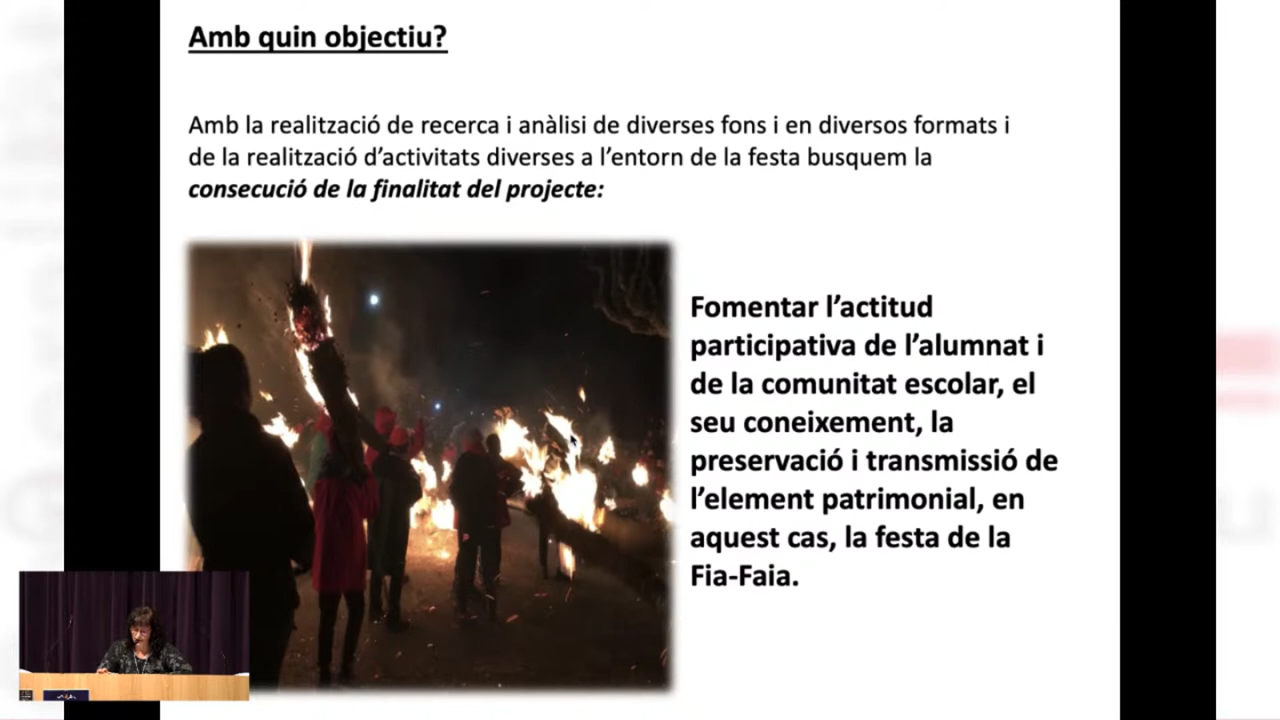 Amb quin objectiu?
Amb la realització de recerca i anàlisi de diverses fons i en diversos formats i
de la realització d'activitats diverses a l'entorn de la festa busquem la
consecució de la finalitat del projecte:
Fomentar l'actitud
participativa de l'alumnat i
de la comunitat escolar, el
seu coneixement, la
preservació i transmissió de
l'element patrimonial, en
aquest cas, la festa de la
Fia-Faia.